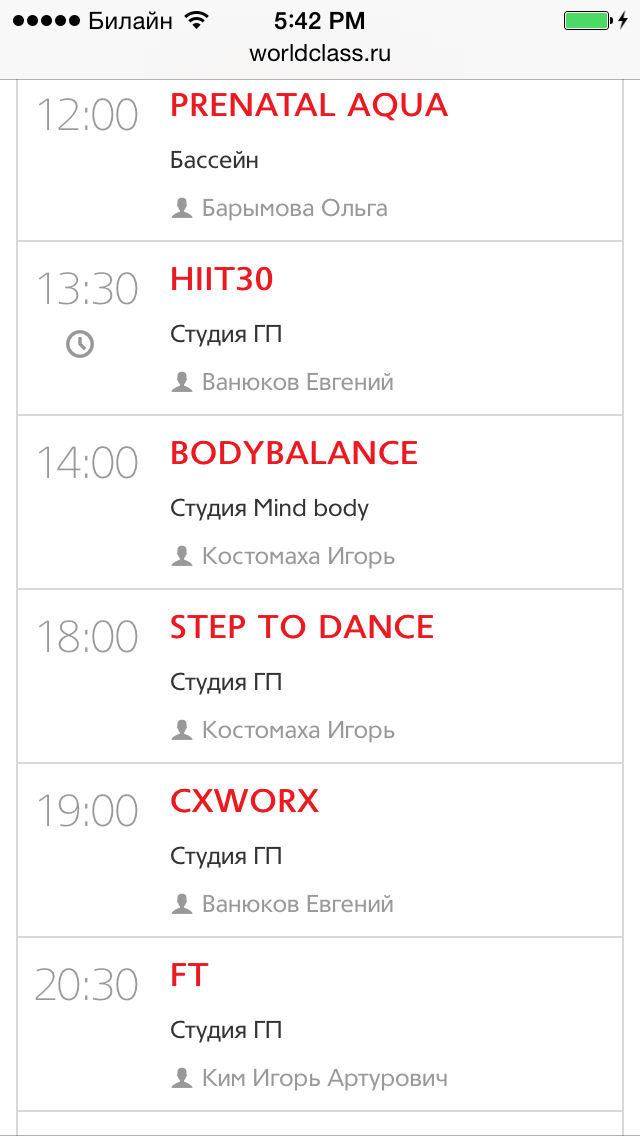 Билайн 5:42 PM
worldclass.ru
12:00 PRENATAL AQUA
Бассейн
Барымова Ольга
13:30 HIIT30
Студия ГП
Ванюков Евгений
14:00 BODYBALANCE
Студия Mind body
Костомаха Игорь
18:00 STEP TO DANCE
Студия ГП
Костомаха Игорь
19:00 CXWORX
Студия ГП
Ванюков Евгений
20:30 FT
Студия ГП
Ким Игорь Артурович